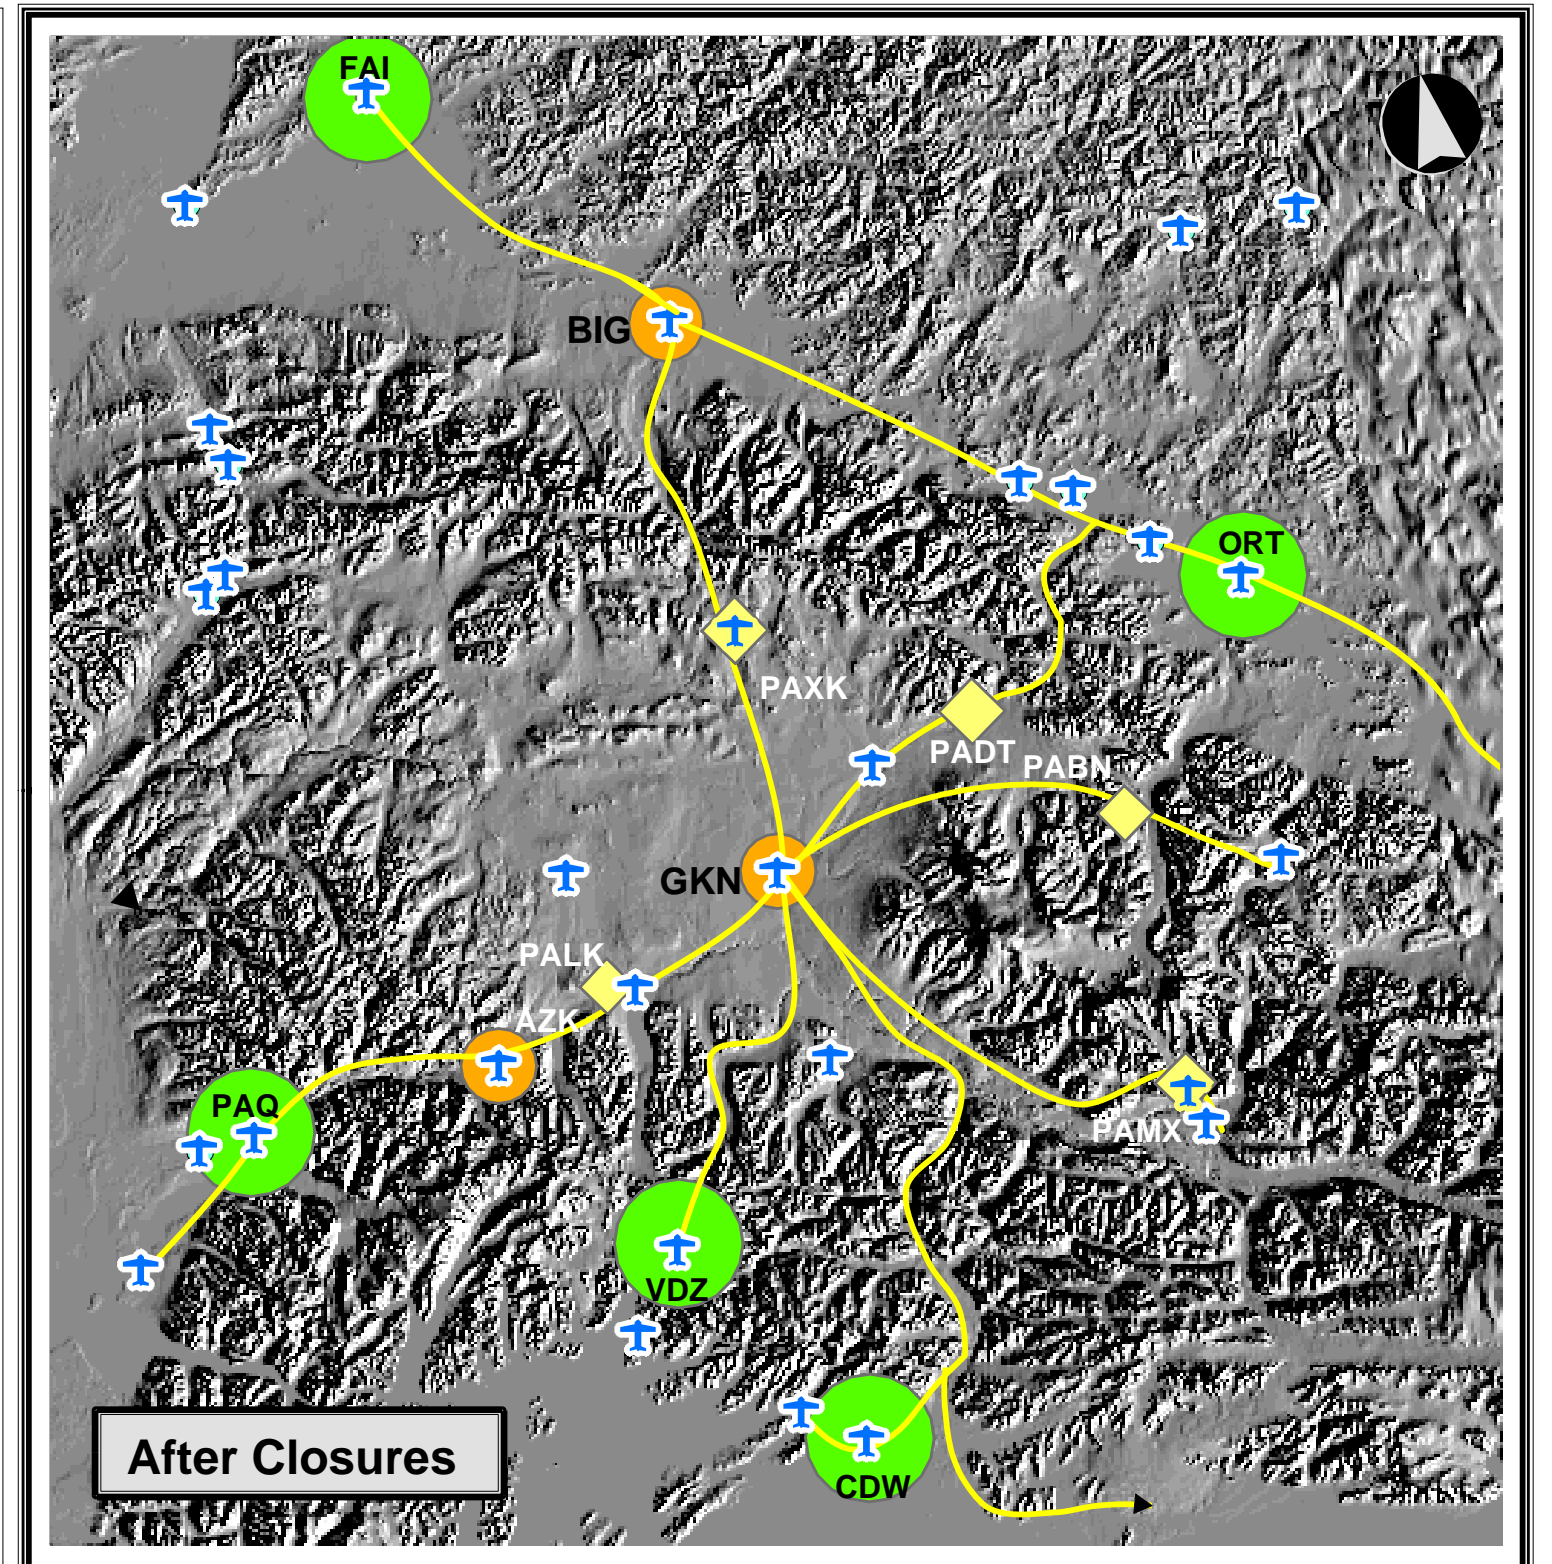 FAI
BIG
ORT
PAXK
PADT
PABN
GKN
PALK
AZK
PAQ
PAMX
VDZ
CDW
After Closures